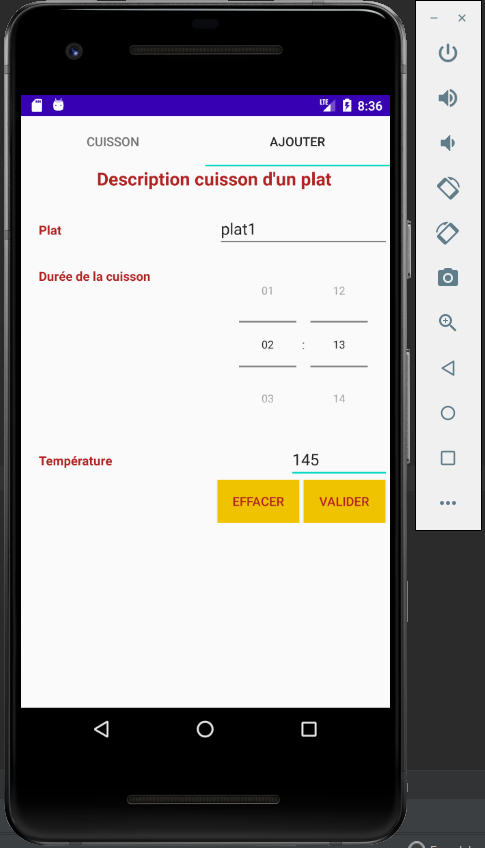 LTE 8:36
CUISSON AJOUTER
Description cuisson d'un plat
Plat plat1
Durée de la cuisson
01 12
02 : 13
03 14
Température 145
EFFACER VALIDER